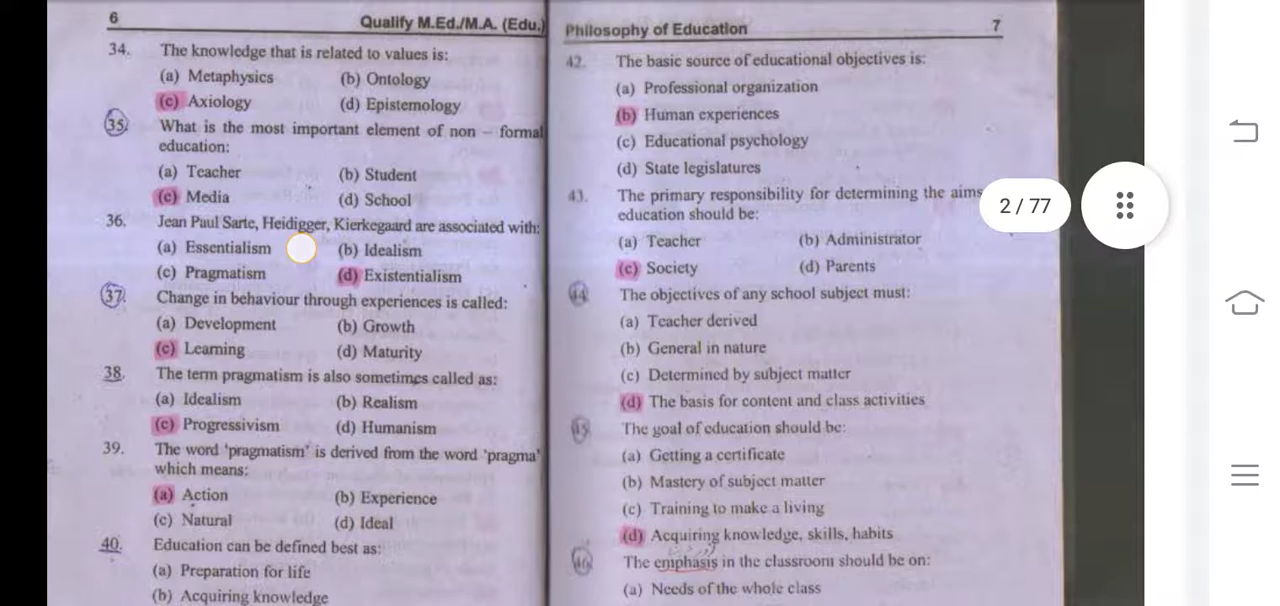 6 Qualify M.Ed./M.A. (Edu.)
34. The knowledge that is related to values is:
(a) Metaphysics (b) Ontology
(c) Axiology (d) Epistemology
35. What is the most important element of non – formal
education:
(a) Teacher (b) Student
(c) Media (d) School
36. Jean Paul Sarte, Heidigger, Kierkegaard are associated with:
(a) Essentialism (b) Idealism
(c) Pragmatism (d) Existentialism
37. Change in behaviour through experiences is called:
(a) Development (b) Growth
(c) Learning (d) Maturity
38. The term pragmatism is also sometimes called as:
(a) Idealism (b) Realism
(c) Progressivism (d) Humanism
39. The word ‘pragmatism’ is derived from the word ‘pragma’
which means:
(a) Action (b) Experience
(c) Natural (d) Ideal
40. Education can be defined best as:
(a) Preparation for life
(b) Acquiring knowledge
Philosophy of Education 7
42. The basic source of educational objectives is:
(a) Professional organization
(b) Human experiences
(c) Educational psychology
(d) State legislatures
43. The primary responsibility for determining the aims
education should be:
(a) Teacher (b) Administrator
(c) Society (d) Parents
44. The objectives of any school subject must:
(a) Teacher derived
(b) General in nature
(c) Determined by subject matter
(d) The basis for content and class activities
45. The goal of education should be:
(a) Getting a certificate
(b) Mastery of subject matter
(c) Training to make a living
(d) Acquiring knowledge, skills, habits
46. The emphasis in the classroom should be on:
(a) Needs of the whole class
2 / 77